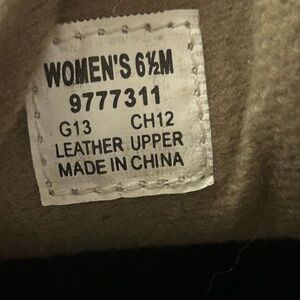 WOMEN'S 6½M
9777311
G13 CH12
LEATHER UPPER
MADE IN CHINA